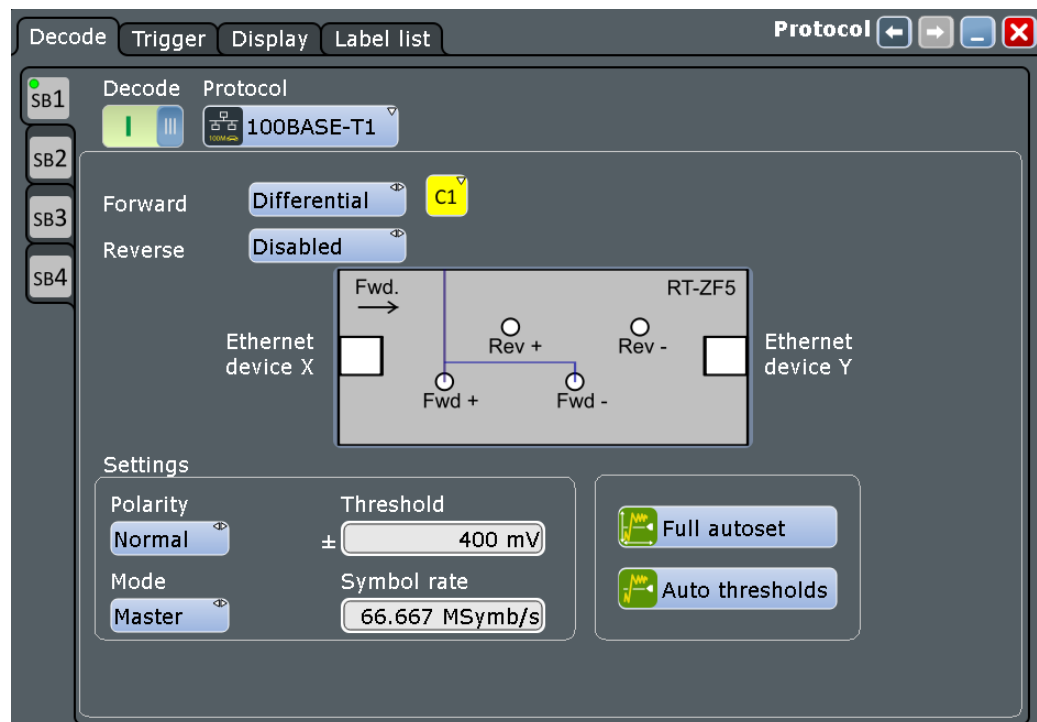 Decode Trigger Display Label list Protocol
SB1
SB2
SB3
SB4
Decode Protocol
I 100M 100BASE-T1
Forward Differential C1
Reverse Disabled
Fwd. RT-ZF5
Rev + Rev -
Ethernet
device X
Ethernet
device Y
Fwd + Fwd -
Settings
Polarity Threshold
Normal ± 400 mV
Mode Symbol rate
Master 66.667 MSymb/s
Full autoset
Auto thresholds